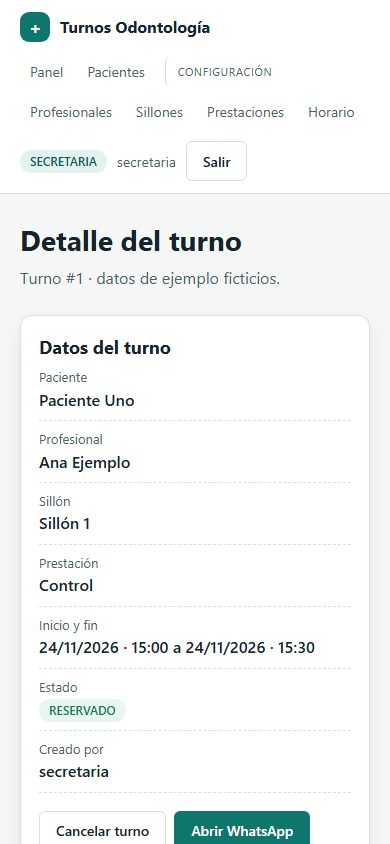 + Turnos Odontología
Panel Pacientes CONFIGURACIÓN
Profesionales Sillones Prestaciones Horario
SECRETARIA secretaria Salir
Detalle del turno
Turno #1 · datos de ejemplo ficticios.
Datos del turno
Paciente
Paciente Uno
Profesional
Ana Ejemplo
Sillón
Sillón 1
Prestación
Control
Inicio y fin
24/11/2026 · 15:00 a 24/11/2026 · 15:30
Estado
RESERVADO
Creado por
secretaria
Cancelar turno Abrir WhatsApp